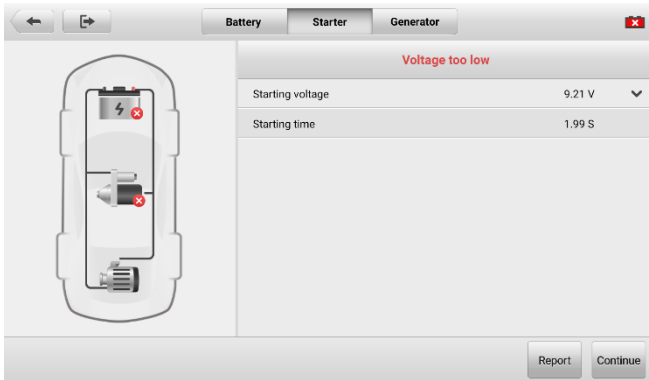 Battery Starter Generator
Voltage too low
Starting voltage 9.21 V
Starting time 1.99 S
Report Continue